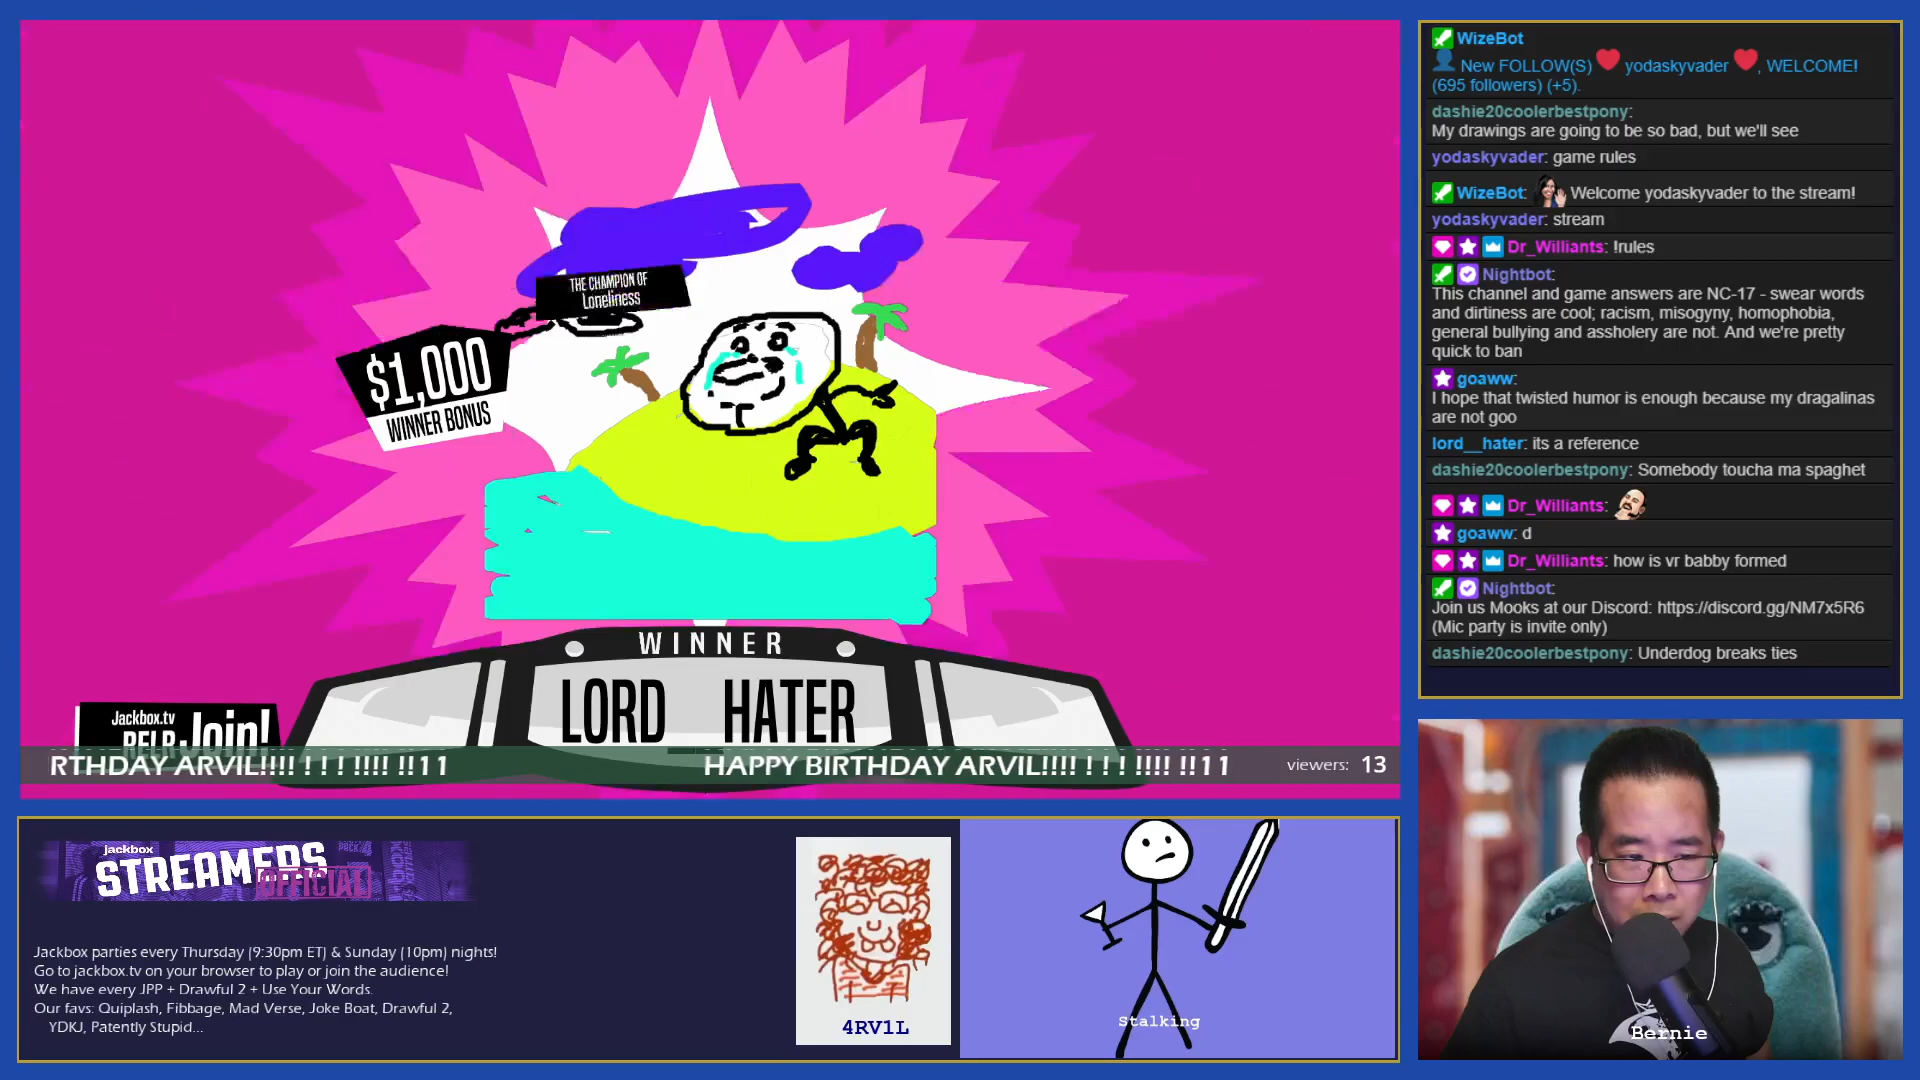 THE CHAMPION OF
Loneliness
$1,000
WINNER BONUS
WINNER
LORD HATER
Jackbox.tv
Join!
RTHDAY ARVIL!!!! ! ! ! !!!! !!11
HAPPY BIRTHDAY ARVIL!!!! ! ! ! !!!! !!11
viewers: 13
WizeBot
New FOLLOW(S) yodaskyvader , WELCOME!
(695 followers) (+5).
dashie20coolerbestpony:
My drawings are going to be so bad, but we'll see
yodaskyvader: game rules
WizeBot: Welcome yodaskyvader to the stream!
yodaskyvader: stream
Dr_Williants: !rules
Nightbot:
This channel and game answers are NC-17 - swear words
and dirtiness are cool; racism, misogyny, homophobia,
general bullying and assholery are not. And we're pretty
quick to ban
goaww:
I hope that twisted humor is enough because my dragalinas
are not goo
lord__hater: its a reference
dashie20coolerbestpony: Somebody toucha ma spaghet
Dr_Williants:
goaww: d
Dr_Williants: how is vr babby formed
Nightbot:
Join us Mooks at our Discord: https://discord.gg/NM7x5R6
(Mic party is invite only)
dashie20coolerbestpony: Underdog breaks ties
jackbox
STREAMERS
OFFICIAL
Jackbox parties every Thursday (9:30pm ET) & Sunday (10pm) nights!
Go to jackbox.tv on your browser to play or join the audience!
We have every JPP + Drawful 2 + Use Your Words.
Our favs: Quiplash, Fibbage, Mad Verse, Joke Boat, Drawful 2,
YDKJ, Patently Stupid...
4RV1L
Stalking
Bernie